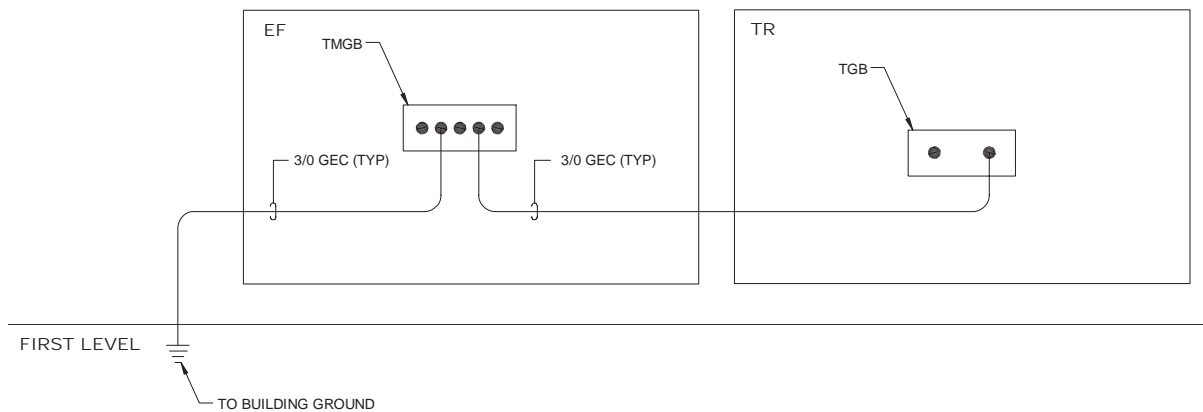 EF
TR
TMGB
TGB
3/0 GEC (TYP)
3/0 GEC (TYP)
FIRST LEVEL
TO BUILDING GROUND